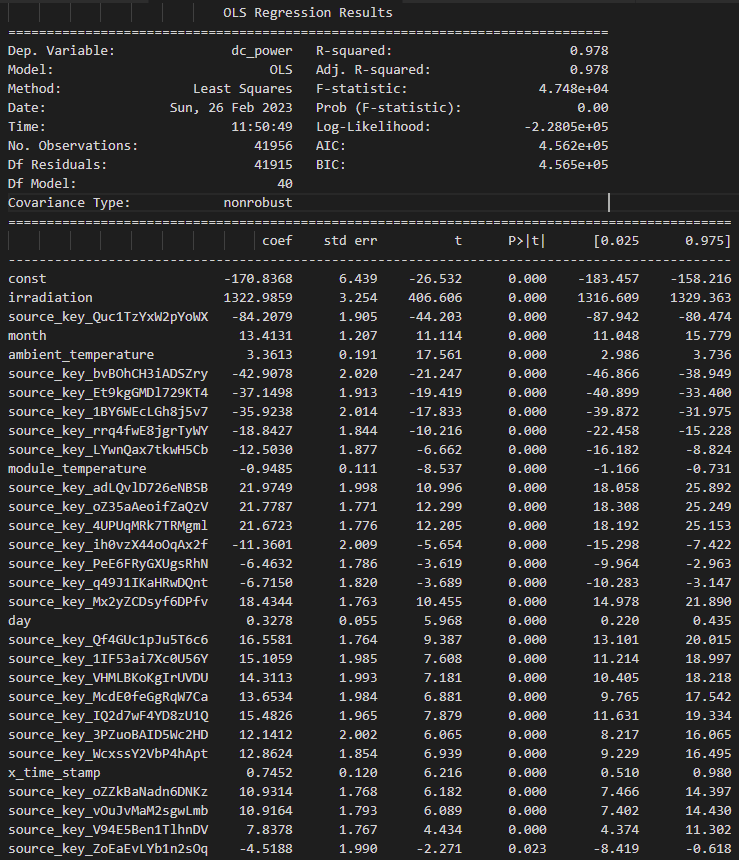 OLS Regression Results
==============================================================================
Dep. Variable: dc_power R-squared: 0.978
Model: OLS Adj. R-squared: 0.978
Method: Least Squares F-statistic: 4.748e+04
Date: Sun, 26 Feb 2023 Prob (F-statistic): 0.00
Time: 11:50:49 Log-Likelihood: -2.2805e+05
No. Observations: 41956 AIC: 4.562e+05
Df Residuals: 41915 BIC: 4.565e+05
Df Model: 40
Covariance Type: nonrobust
==============================================================================================
coef std err t P>|t| [0.025 0.975]
----------------------------------------------------------------------------------------------
const -170.8368 6.439 -26.532 0.000 -183.457 -158.216
irradiation 1322.9859 3.254 406.606 0.000 1316.609 1329.363
source_key_Quc1TzYxW2pYoWX -84.2079 1.905 -44.203 0.000 -87.942 -80.474
month 13.4131 1.207 11.114 0.000 11.048 15.779
ambient_temperature 3.3613 0.191 17.561 0.000 2.986 3.736
source_key_bvBOhCH3iADSZry -42.9078 2.020 -21.247 0.000 -46.866 -38.949
source_key_Et9kgGMDl729KT4 -37.1498 1.913 -19.419 0.000 -40.899 -33.400
source_key_1BY6WEcLGh8j5v7 -35.9238 2.014 -17.833 0.000 -39.872 -31.975
source_key_rrq4fwE8jgrTyWY -18.8427 1.844 -10.216 0.000 -22.458 -15.228
source_key_LYwnQax7tkwH5Cb -12.5030 1.877 -6.662 0.000 -16.182 -8.824
module_temperature -0.9485 0.111 -8.537 0.000 -1.166 -0.731
source_key_adLQvlD726eNBSB 21.9749 1.998 10.996 0.000 18.058 25.892
source_key_oZ35aAeoifZaQzV 21.7787 1.771 12.299 0.000 18.308 25.249
source_key_4UPUqMRk7TRMgml 21.6723 1.776 12.205 0.000 18.192 25.153
source_key_ih0vzX44oOqAx2f -11.3601 2.009 -5.654 0.000 -15.298 -7.422
source_key_PeE6FRyGXUgsRhN -6.4632 1.786 -3.619 0.000 -9.964 -2.963
source_key_q49J1IKaHRwDQnt -6.7150 1.820 -3.689 0.000 -10.283 -3.147
source_key_Mx2yZCDsyf6DPfv 18.4344 1.763 10.455 0.000 14.978 21.890
day 0.3278 0.055 5.968 0.000 0.220 0.435
source_key_Qf4GUc1pJu5T6c6 16.5581 1.764 9.387 0.000 13.101 20.015
source_key_1IF53ai7Xc0U56Y 15.1059 1.985 7.608 0.000 11.214 18.997
source_key_VHMLBKoKgIrUVDU 14.3113 1.993 7.181 0.000 10.405 18.218
source_key_McdE0feGgRqW7Ca 13.6534 1.984 6.881 0.000 9.765 17.542
source_key_IQ2d7wF4YD8zU1Q 15.4826 1.965 7.879 0.000 11.631 19.334
source_key_3PZuoBAID5Wc2HD 12.1412 2.002 6.065 0.000 8.217 16.065
source_key_WcxssY2VbP4hApt 12.8624 1.854 6.939 0.000 9.229 16.495
x_time_stamp 0.7452 0.120 6.216 0.000 0.510 0.980
source_key_oZZkBaNadn6DNKz 10.9314 1.768 6.182 0.000 7.466 14.397
source_key_vOuJvMaM2sgwLmb 10.9164 1.793 6.089 0.000 7.402 14.430
source_key_V94E5Ben1TlhnDV 7.8378 1.767 4.434 0.000 4.374 11.302
source_key_ZoEaEvLYb1n2sOq -4.5188 1.990 -2.271 0.023 -8.419 -0.618